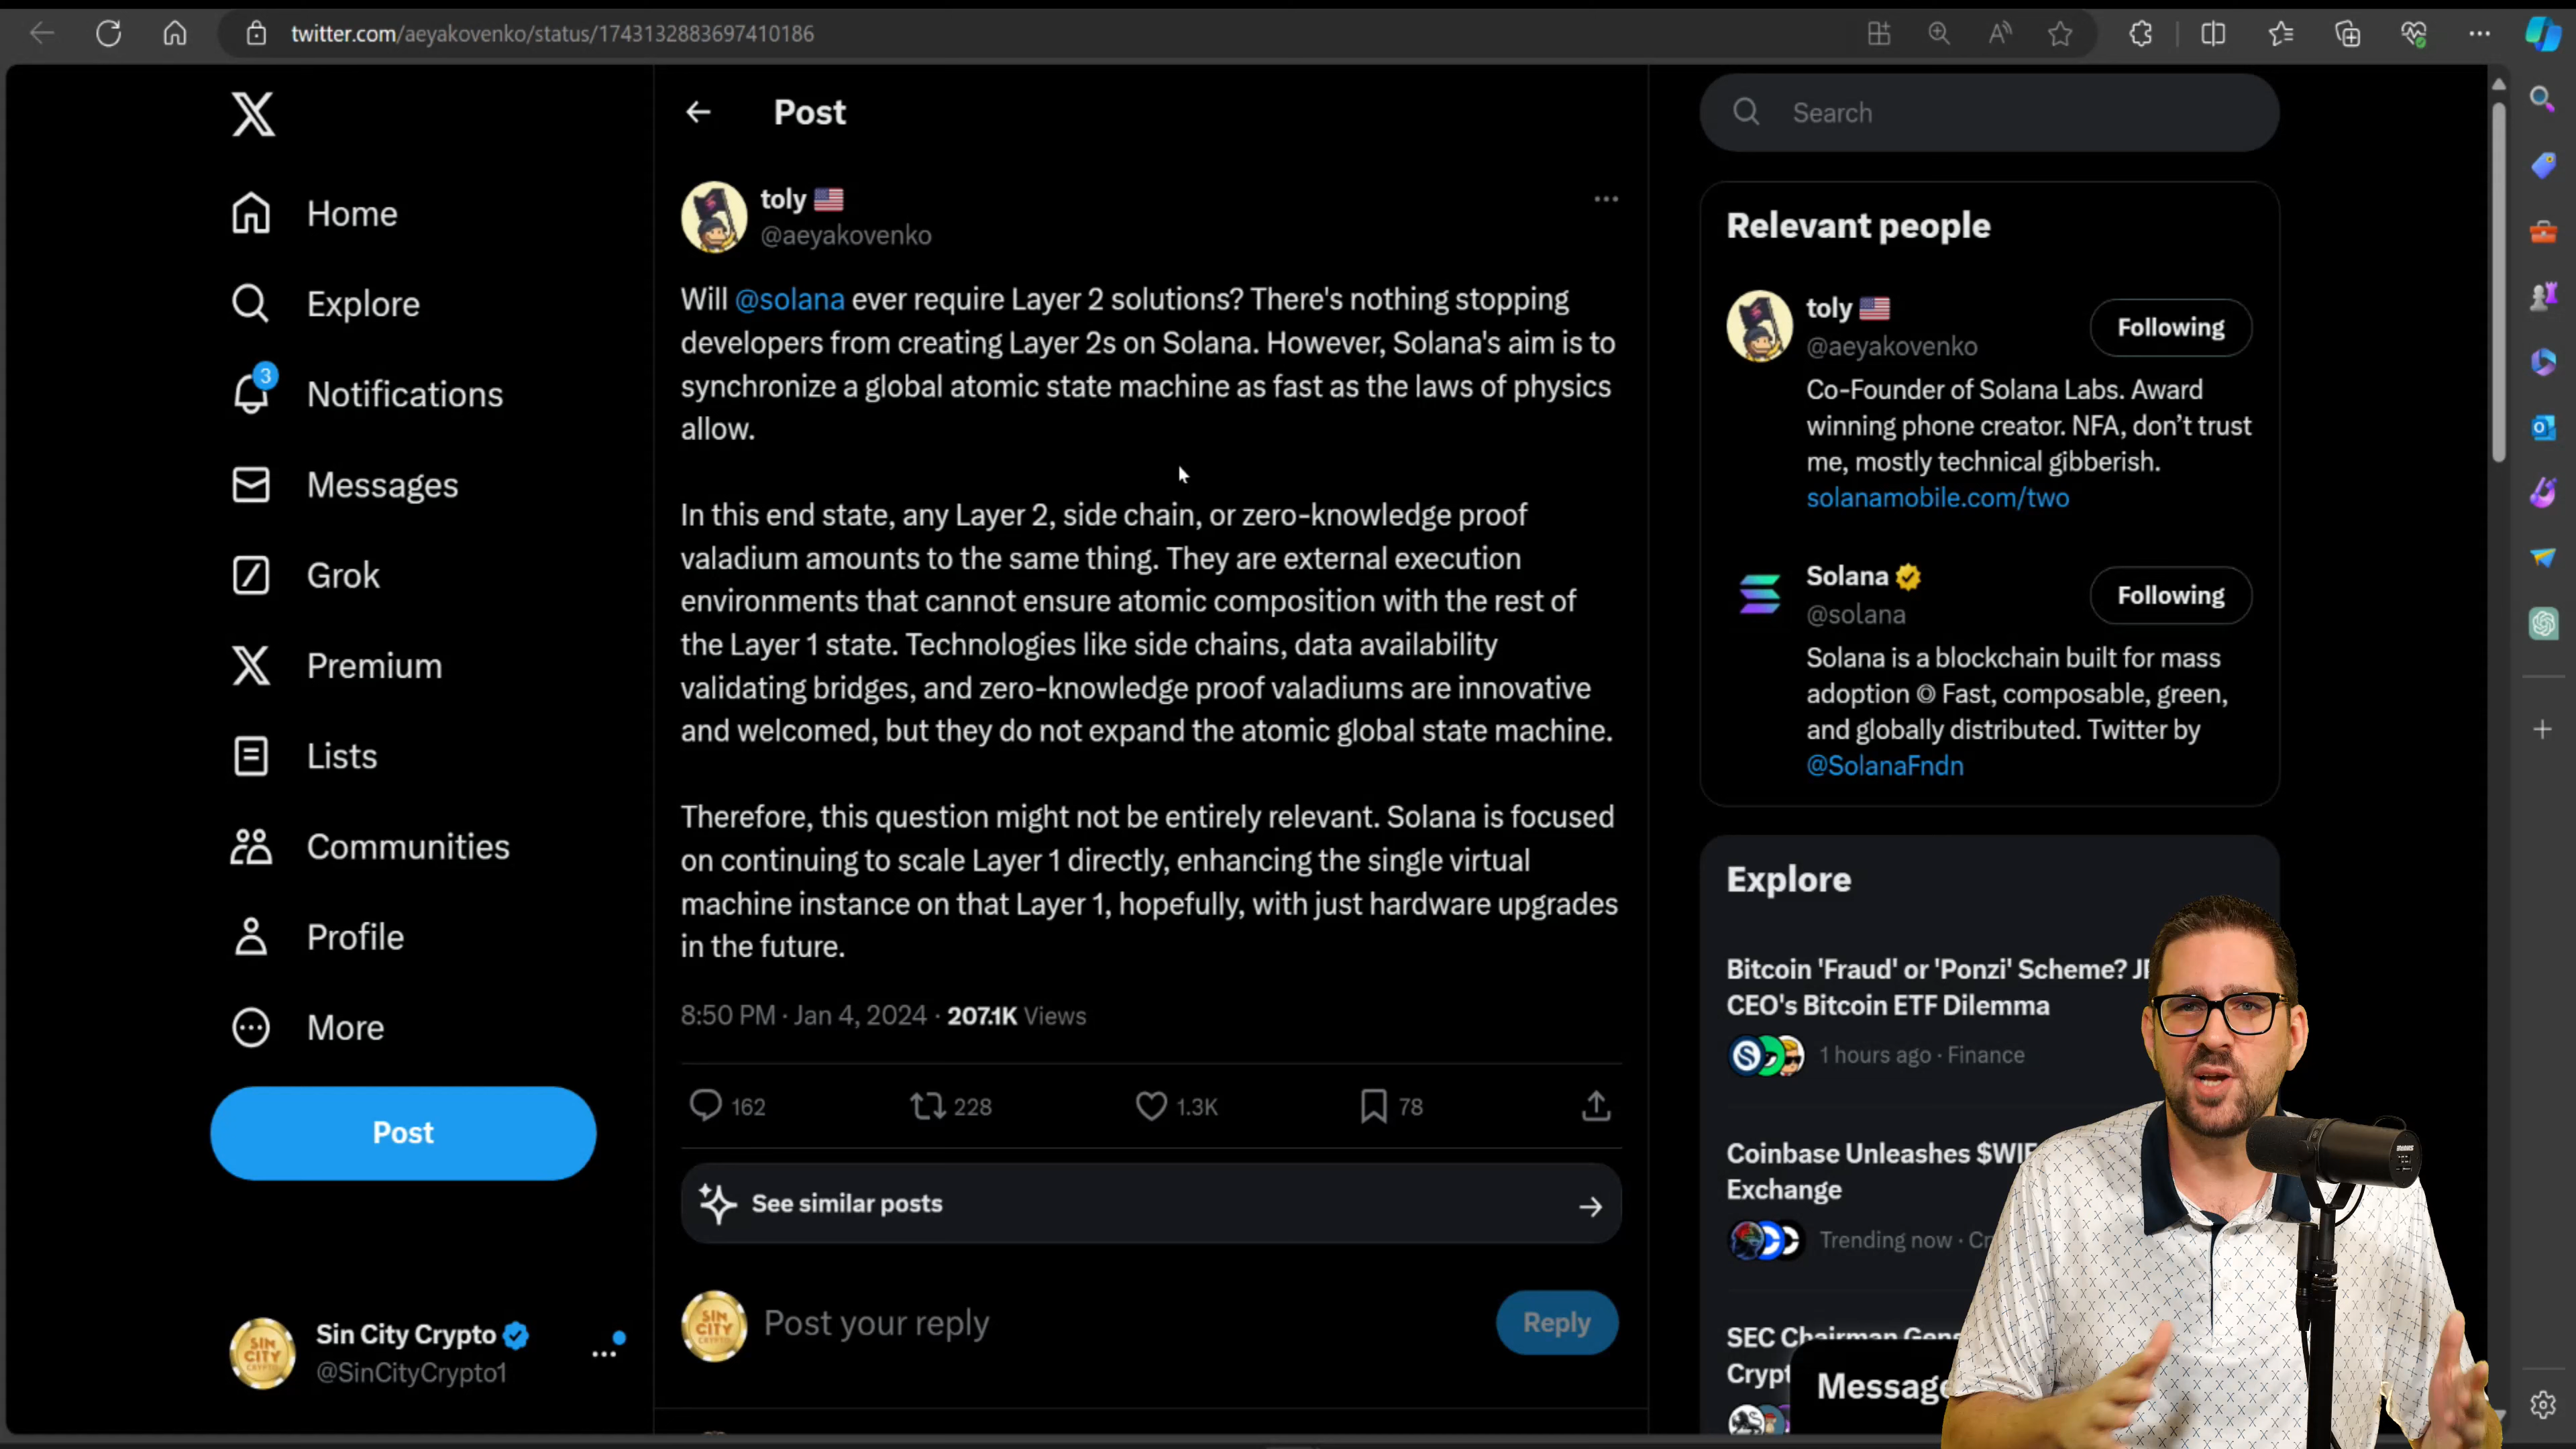 twitter.com/aeyakovenko/status/1743132883697410186
Home
Explore
3
Notifications
Messages
Grok
Premium
Lists
Communities
Profile
More
Post
Sin City Crypto
@SinCityCrypto1
Post
toly
@aeyakovenko
Will @solana ever require Layer 2 solutions? There's nothing stopping
developers from creating Layer 2s on Solana. However, Solana's aim is to
synchronize a global atomic state machine as fast as the laws of physics
allow.
In this end state, any Layer 2, side chain, or zero-knowledge proof
valadium amounts to the same thing. They are external execution
environments that cannot ensure atomic composition with the rest of
the Layer 1 state. Technologies like side chains, data availability
validating bridges, and zero-knowledge proof valadiums are innovative
and welcomed, but they do not expand the atomic global state machine.
Therefore, this question might not be entirely relevant. Solana is focused
on continuing to scale Layer 1 directly, enhancing the single virtual
machine instance on that Layer 1, hopefully, with just hardware upgrades
in the future.
8:50 PM · Jan 4, 2024 · 207.1K Views
162 228 1.3K 78
See similar posts
SIN CITY CRYPTO
Post your reply
Reply
Search
Relevant people
toly
@aeyakovenko
Following
Co-Founder of Solana Labs. Award
winning phone creator. NFA, don’t trust
me, mostly technical gibberish.
solanamobile.com/two
Solana
@solana
Following
Solana is a blockchain built for mass
adoption ◎ Fast, composable, green,
and globally distributed. Twitter by
@SolanaFndn
Explore
Bitcoin 'Fraud' or 'Ponzi' Scheme?
CEO's Bitcoin ETF Dilemma
1 hours ago · Finance
Coinbase Unleashes $WIF
Exchange
Trending now ·
SEC Chairman